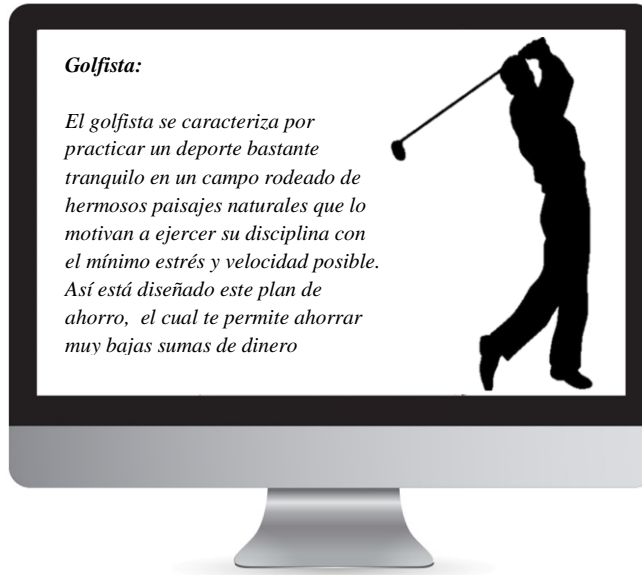 Golfista:
El golfista se caracteriza por
practicar un deporte bastante
tranquilo en un campo rodeado de
hermosos paisajes naturales que lo
motivan a ejercer su disciplina con
el mínimo estrés y velocidad posible.
Así está diseñado este plan de
ahorro, el cual te permite ahorrar
muy bajas sumas de dinero